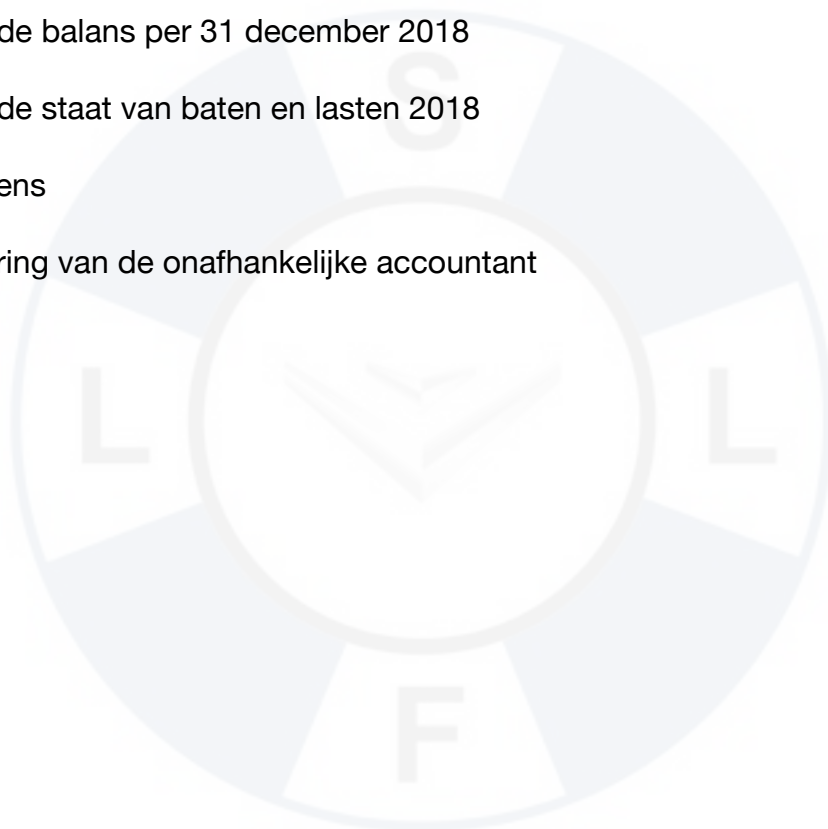 de balans per 31 december 2018
de staat van baten en lasten 2018
ens
ring van de onafhankelijke accountant
S
L L
F